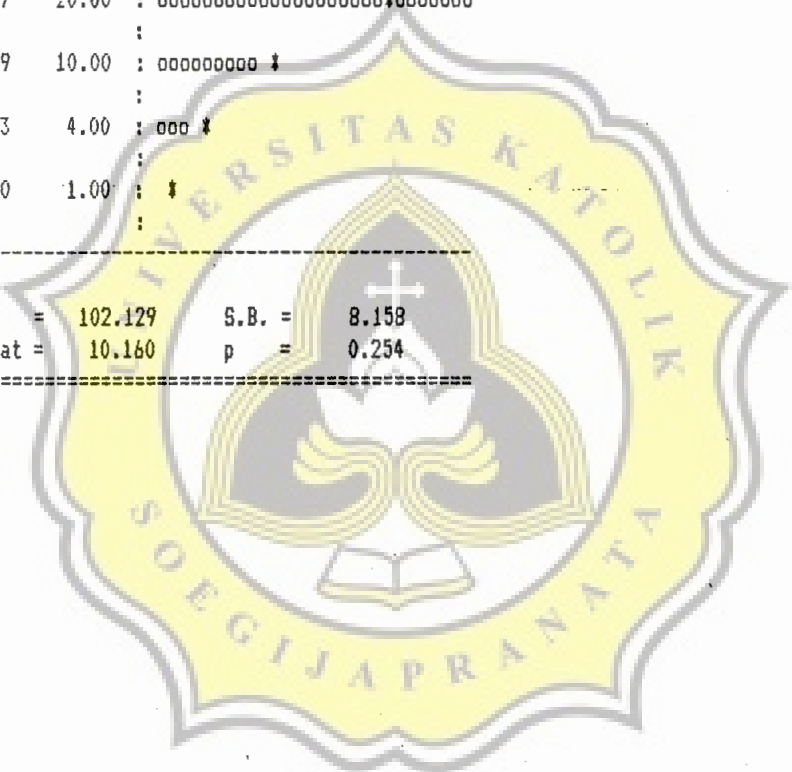 7 20.00 : oooooooooooooooooooo*ooooooo
:
9 10.00 : ooooooooo *
:
3 4.00 : ooo *
:
0 1.00 : *
:
= 102.129 S.B. = 8.158
at = 10.160 p = 0.254
UNIVERSITAS KATOLIK
SOEGIJAPRANATA